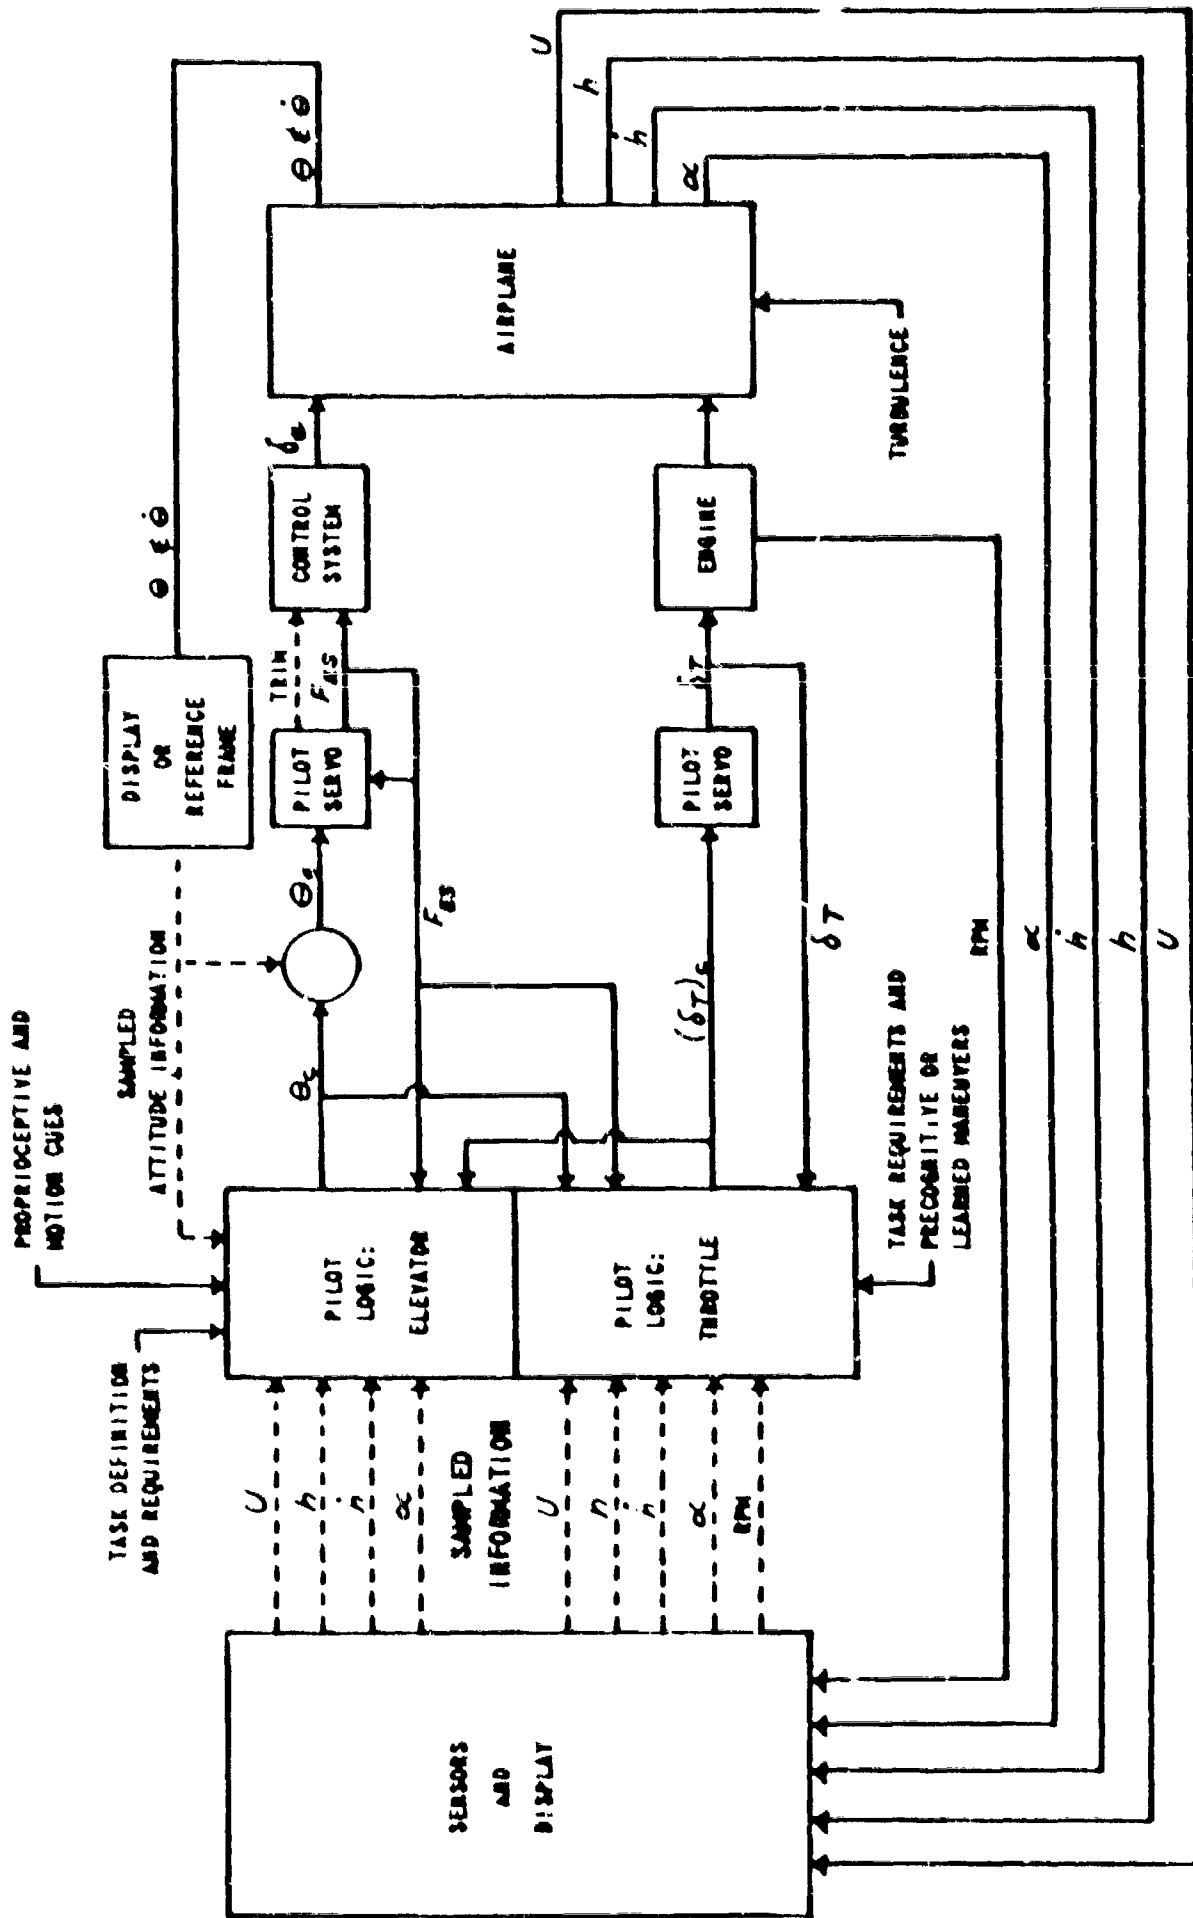 PROPRIOCEPTIVE AND
MOTION CUES
TASK DEFINITION
AND REQUIREMENTS
SAMPLED
ATTITUDE INFORMATION
DISPLAY
OR
REFERENCE
FRAME
θ & θ̇
θ & θ̇
SENSORS
AND
DISPLAY
U
h
ḣ
α
SAMPLED
INFORMATION
U
h
ḣ
α
RPM
PILOT
LOGIC:
ELEVATOR
PILOT
LOGIC:
THROTTLE
θc
θe
PILOT
SERVO
TRIM
FES
CONTROL
SYSTEM
δe
AIRPLANE
FES
(δT)c
PILOT
SERVO
δT
ENGINE
δT
TURBULENCE
TASK REQUIREMENTS AND
PRECOGNITIVE OR
LEARNED MANEUVERS
U
h
ḣ
α
RPM
α
ḣ
h
U